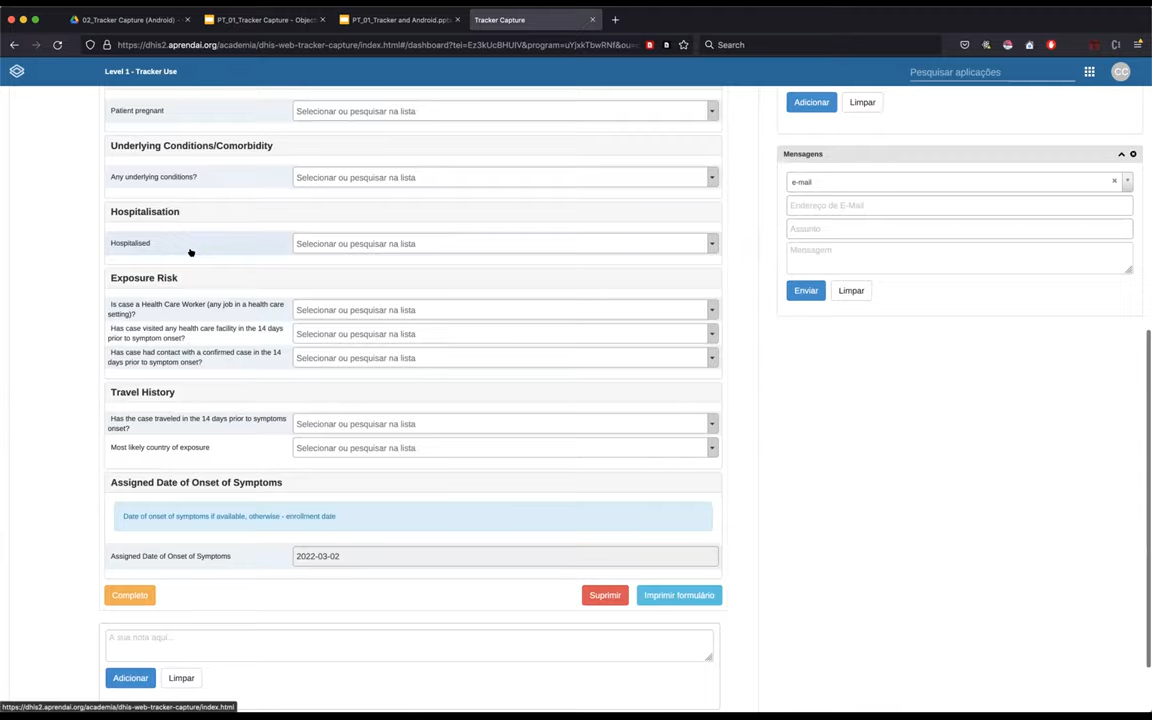 02_Tracker Capture (Android) -
PT_01_Tracker Capture - Objec
PT_01_Tracker and Android.ppt
Tracker Capture
https://dhis2.aprendai.org/academia/dhis-web-tracker-capture/index.html#/dashboard?tei=Ez3kUcBHUIV&program=uYjxkTbwRNf&ou=
Search
Level 1 - Tracker Use
Pesquisar aplicações
CC
Patient pregnant
Selecionar ou pesquisar na lista
Underlying Conditions/Comorbidity
Any underlying conditions?
Selecionar ou pesquisar na lista
Hospitalisation
Hospitalised
Selecionar ou pesquisar na lista
Exposure Risk
Is case a Health Care Worker (any job in a health care
setting)?
Selecionar ou pesquisar na lista
Has case visited any health care facility in the 14 days
prior to symptom onset?
Selecionar ou pesquisar na lista
Has case had contact with a confirmed case in the 14
days prior to symptom onset?
Selecionar ou pesquisar na lista
Travel History
Has the case traveled in the 14 days prior to symptoms
onset?
Selecionar ou pesquisar na lista
Most likely country of exposure
Selecionar ou pesquisar na lista
Assigned Date of Onset of Symptoms
Date of onset of symptoms if available, otherwise - enrollment date
Assigned Date of Onset of Symptoms
2022-03-02
Completo
Suprimir
Imprimir formulário
A sua nota aqui...
Adicionar
Limpar
Adicionar
Limpar
Mensagens
e-mail
Endereço de E-Mail
Assunto
Mensagem
Enviar
Limpar
https://dhis2.aprendai.org/academia/dhis-web-tracker-capture/index.html